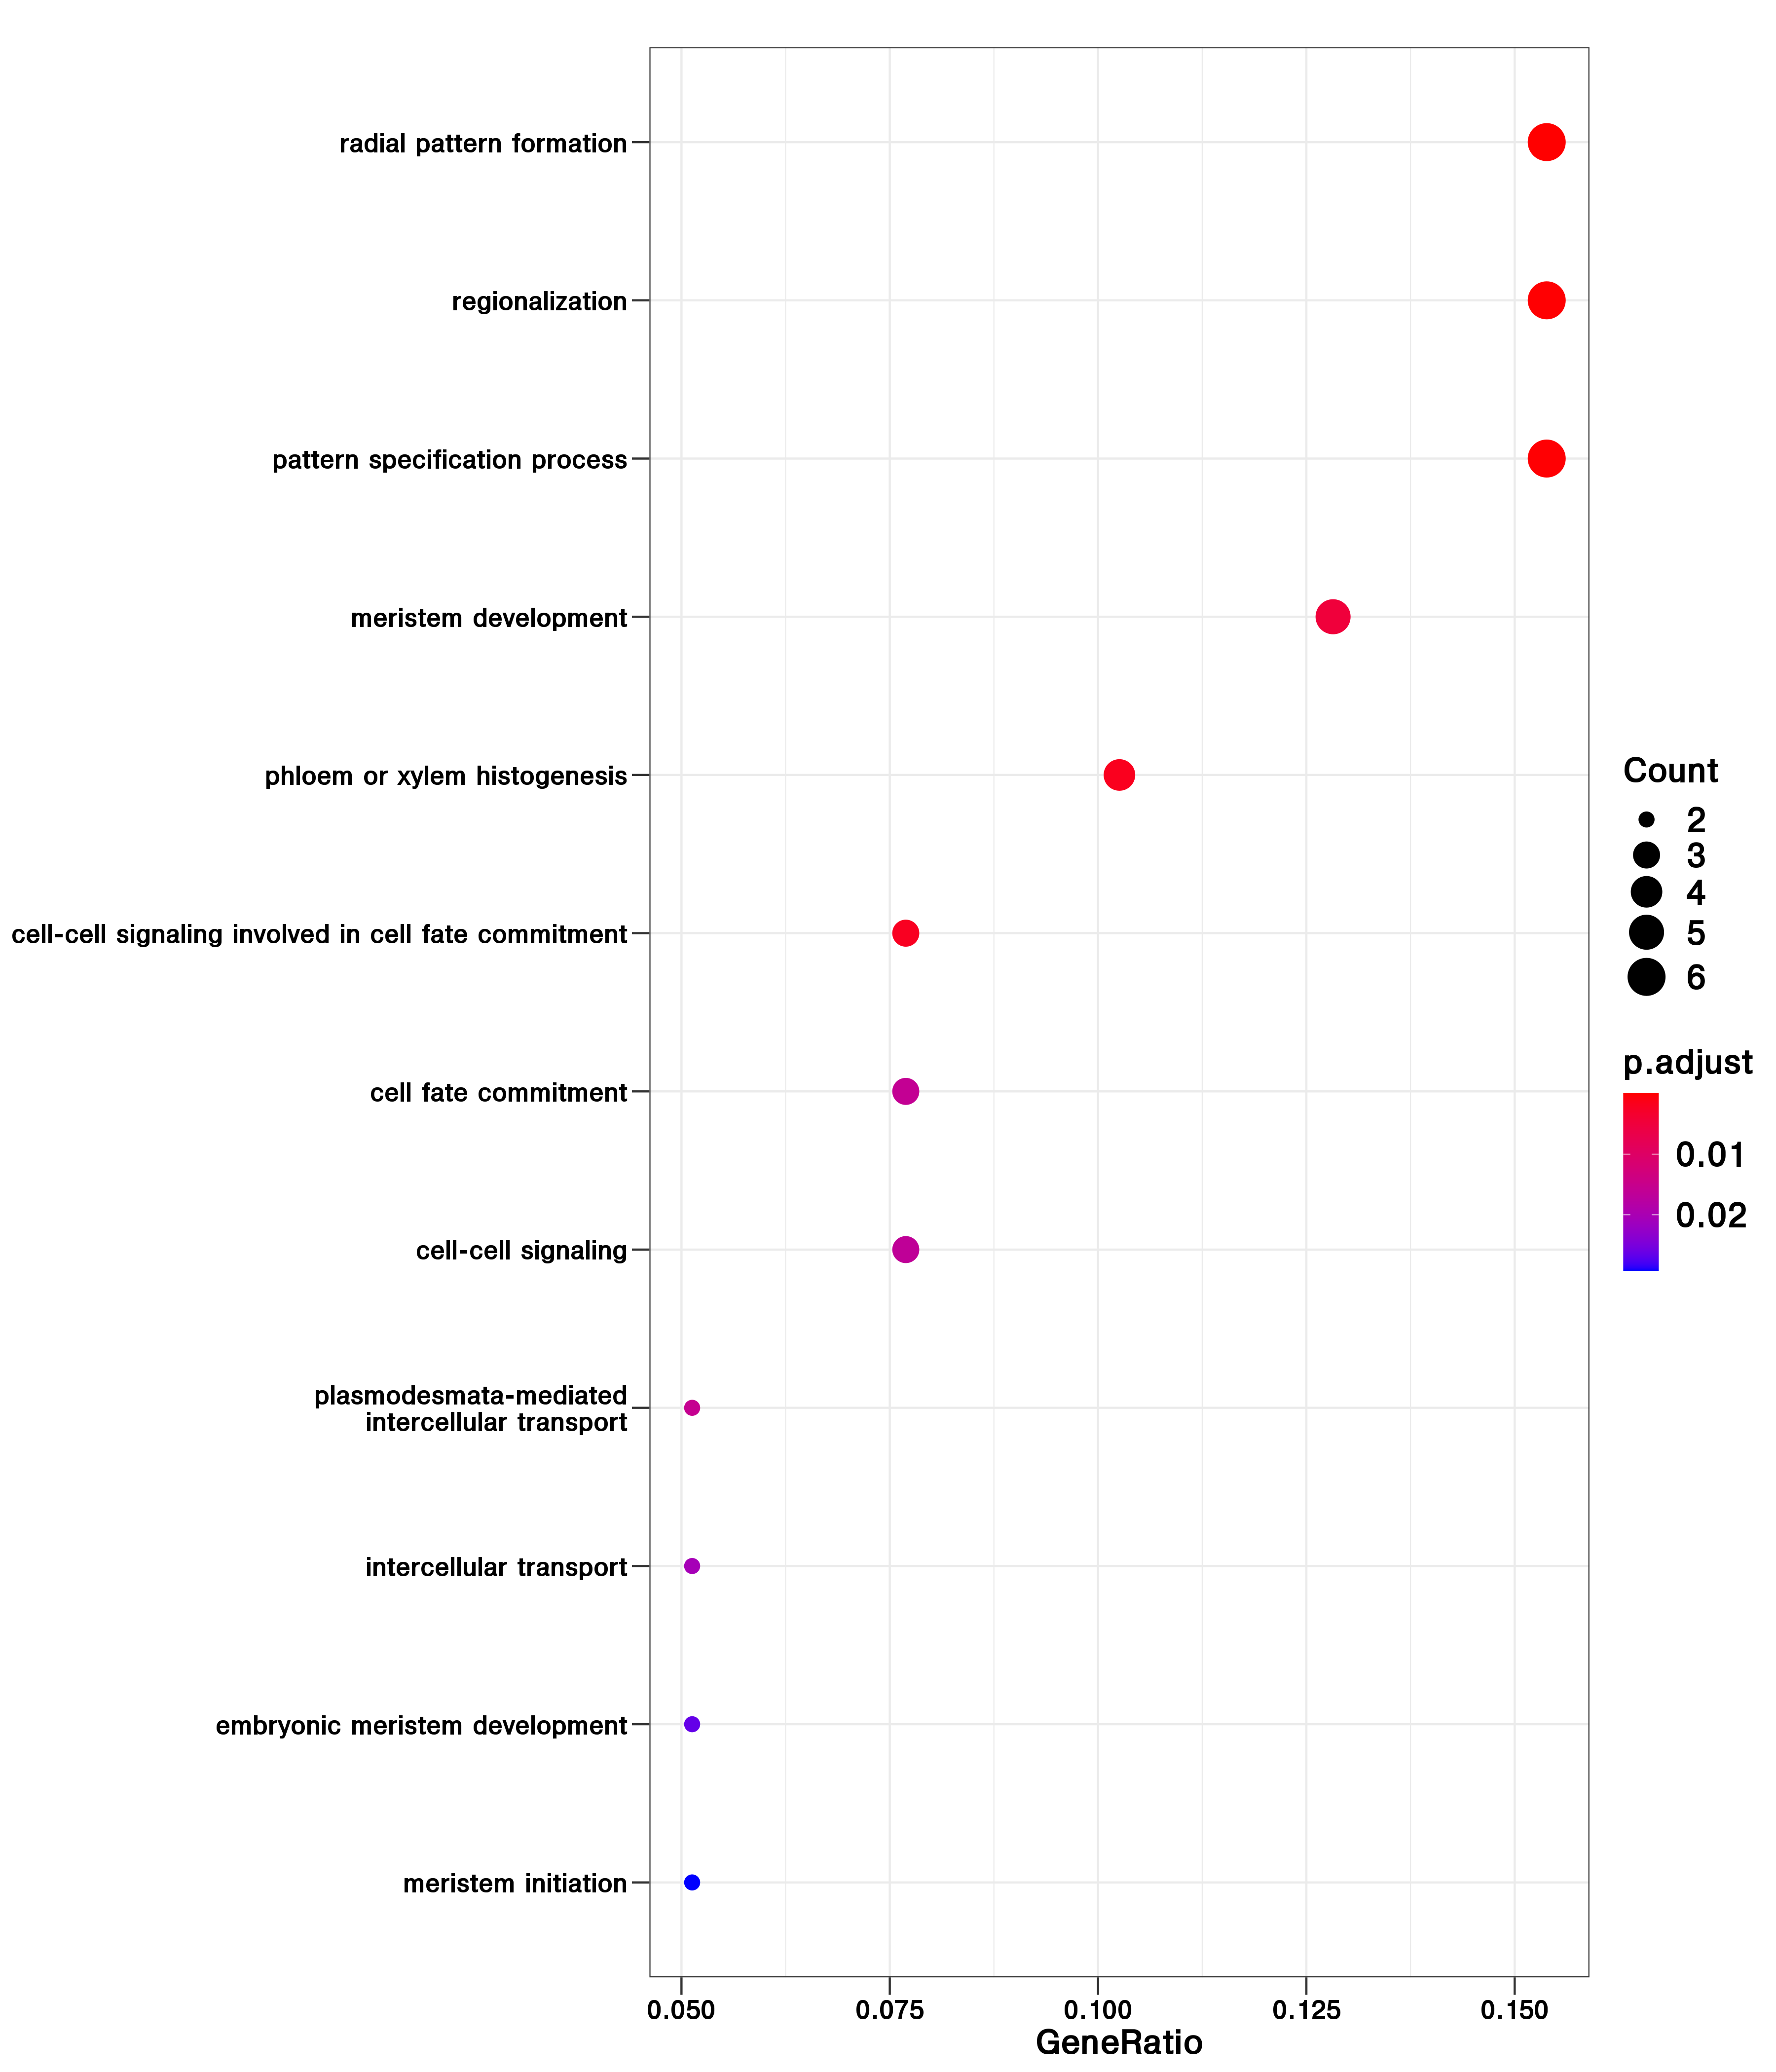 radial pattern formation
regionalization
pattern specification process
meristem development
phloem or xylem histogenesis
cell-cell signaling involved in cell fate commitment
cell fate commitment
cell-cell signaling
plasmodesmata-mediated
intercellular transport
intercellular transport
embryonic meristem development
meristem initiation
0.050 0.075 0.100 0.125 0.150
GeneRatio
Count
2
3
4
5
6
p.adjust
0.01
0.02